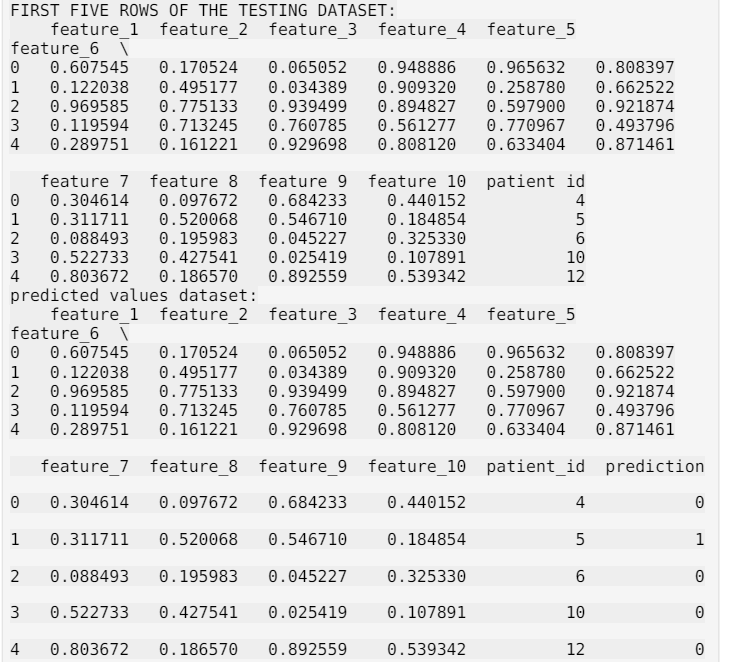 FIRST FIVE ROWS OF THE TESTING DATASET:
feature_1 feature_2 feature_3 feature_4 feature_5
feature_6 \
0 0.607545 0.170524 0.065052 0.948886 0.965632 0.808397
1 0.122038 0.495177 0.034389 0.909320 0.258780 0.662522
2 0.969585 0.775133 0.939499 0.894827 0.597900 0.921874
3 0.119594 0.713245 0.760785 0.561277 0.770967 0.493796
4 0.289751 0.161221 0.929698 0.808120 0.633404 0.871461
feature 7 feature 8 feature 9 feature 10 patient id
0 0.304614 0.097672 0.684233 0.440152 4
1 0.311711 0.520068 0.546710 0.184854 5
2 0.088493 0.195983 0.045227 0.325330 6
3 0.522733 0.427541 0.025419 0.107891 10
4 0.803672 0.186570 0.892559 0.539342 12
predicted values dataset:
feature_1 feature_2 feature_3 feature_4 feature_5
feature_6 \
0 0.607545 0.170524 0.065052 0.948886 0.965632 0.808397
1 0.122038 0.495177 0.034389 0.909320 0.258780 0.662522
2 0.969585 0.775133 0.939499 0.894827 0.597900 0.921874
3 0.119594 0.713245 0.760785 0.561277 0.770967 0.493796
4 0.289751 0.161221 0.929698 0.808120 0.633404 0.871461
feature_7 feature_8 feature_9 feature_10 patient_id prediction
0 0.304614 0.097672 0.684233 0.440152 4 0
1 0.311711 0.520068 0.546710 0.184854 5 1
2 0.088493 0.195983 0.045227 0.325330 6 0
3 0.522733 0.427541 0.025419 0.107891 10 0
4 0.803672 0.186570 0.892559 0.539342 12 0